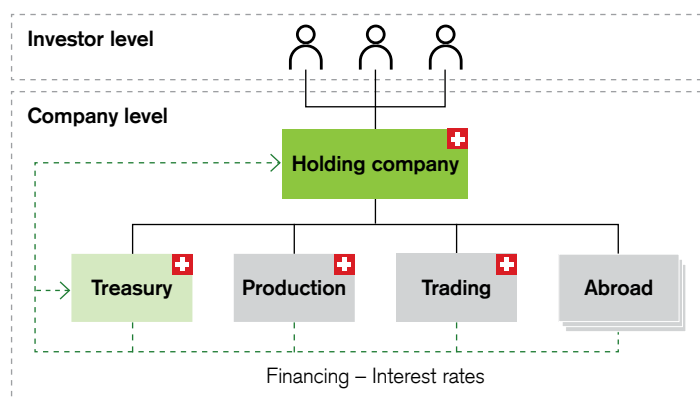 Investor level
Company level
Holding company
Treasury
Production
Trading
Abroad
Financing – Interest rates